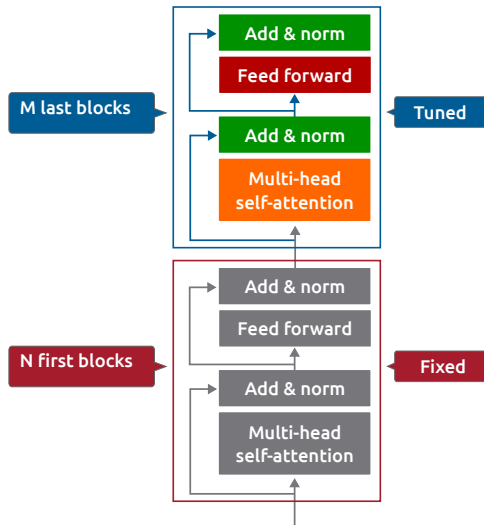 Add & norm
Feed forward
M last blocks
Tuned
Add & norm
Multi-head
self-attention
Add & norm
Feed forward
N first blocks
Fixed
Add & norm
Multi-head
self-attention